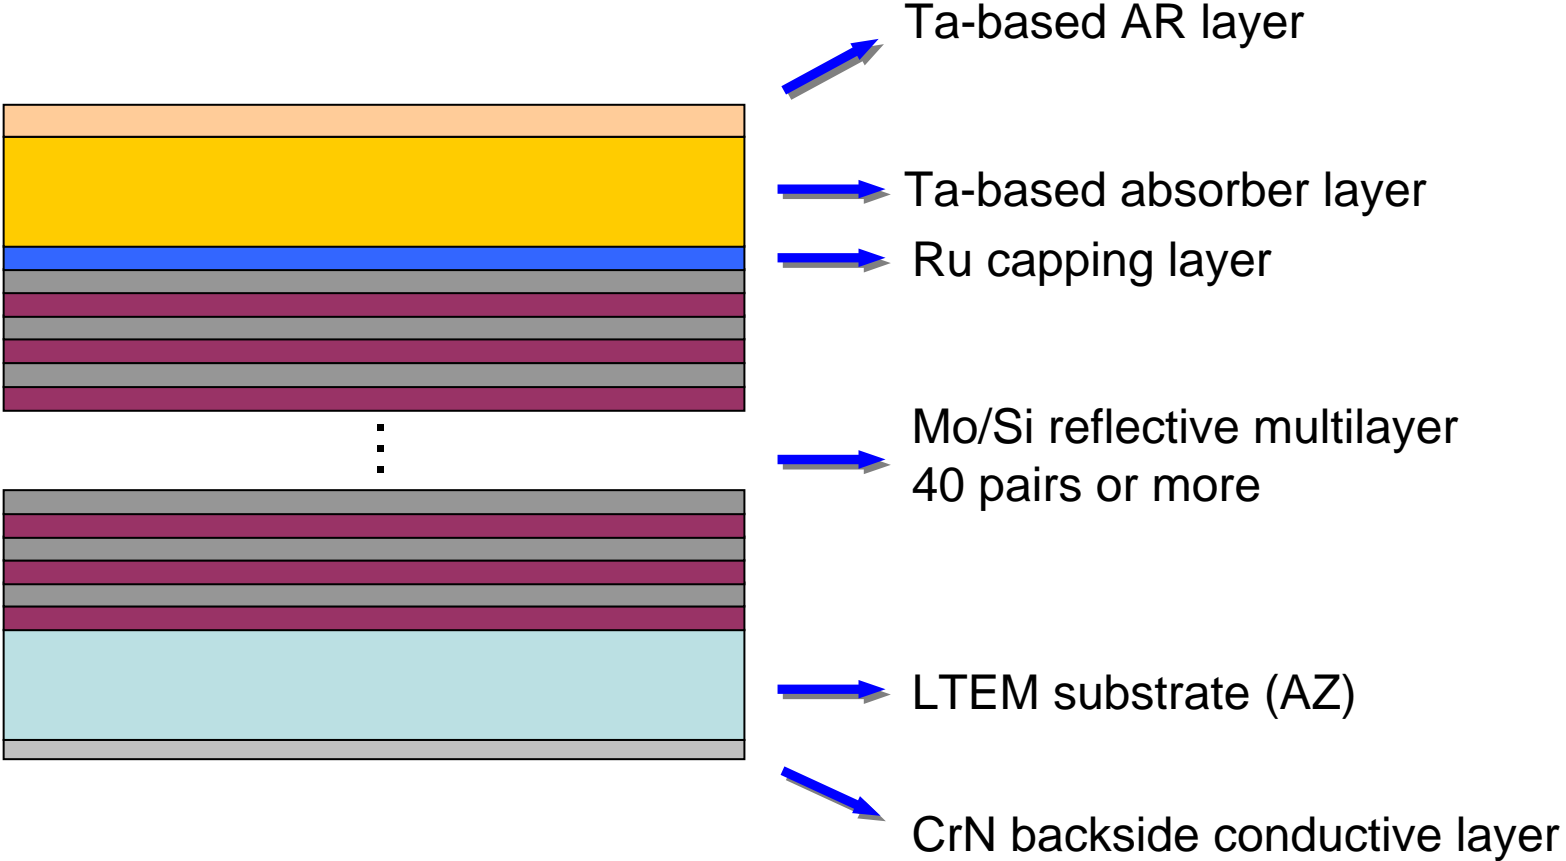 Ta-based AR layer
Ta-based absorber layer
Ru capping layer
Mo/Si reflective multilayer
40 pairs or more
LTEM substrate (AZ)
CrN backside conductive layer